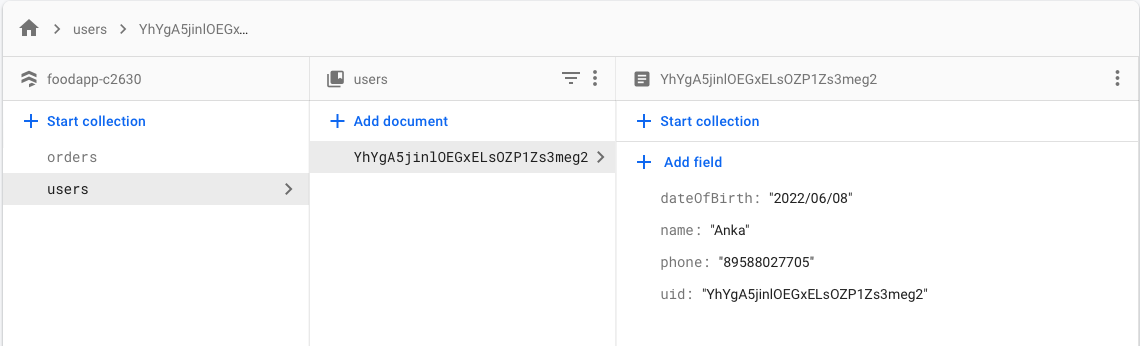 users
YhYgA5jinlOEGx…
foodapp-c2630
users
YhYgA5jinlOEGxELsOZP1Zs3meg2
Start collection
Add document
Start collection
orders
YhYgA5jinlOEGxELsOZP1Zs3meg2
Add field
users
dateOfBirth: "2022/06/08"
name: "Anka"
phone: "89588027705"
uid: "YhYgA5jinlOEGxELsOZP1Zs3meg2"